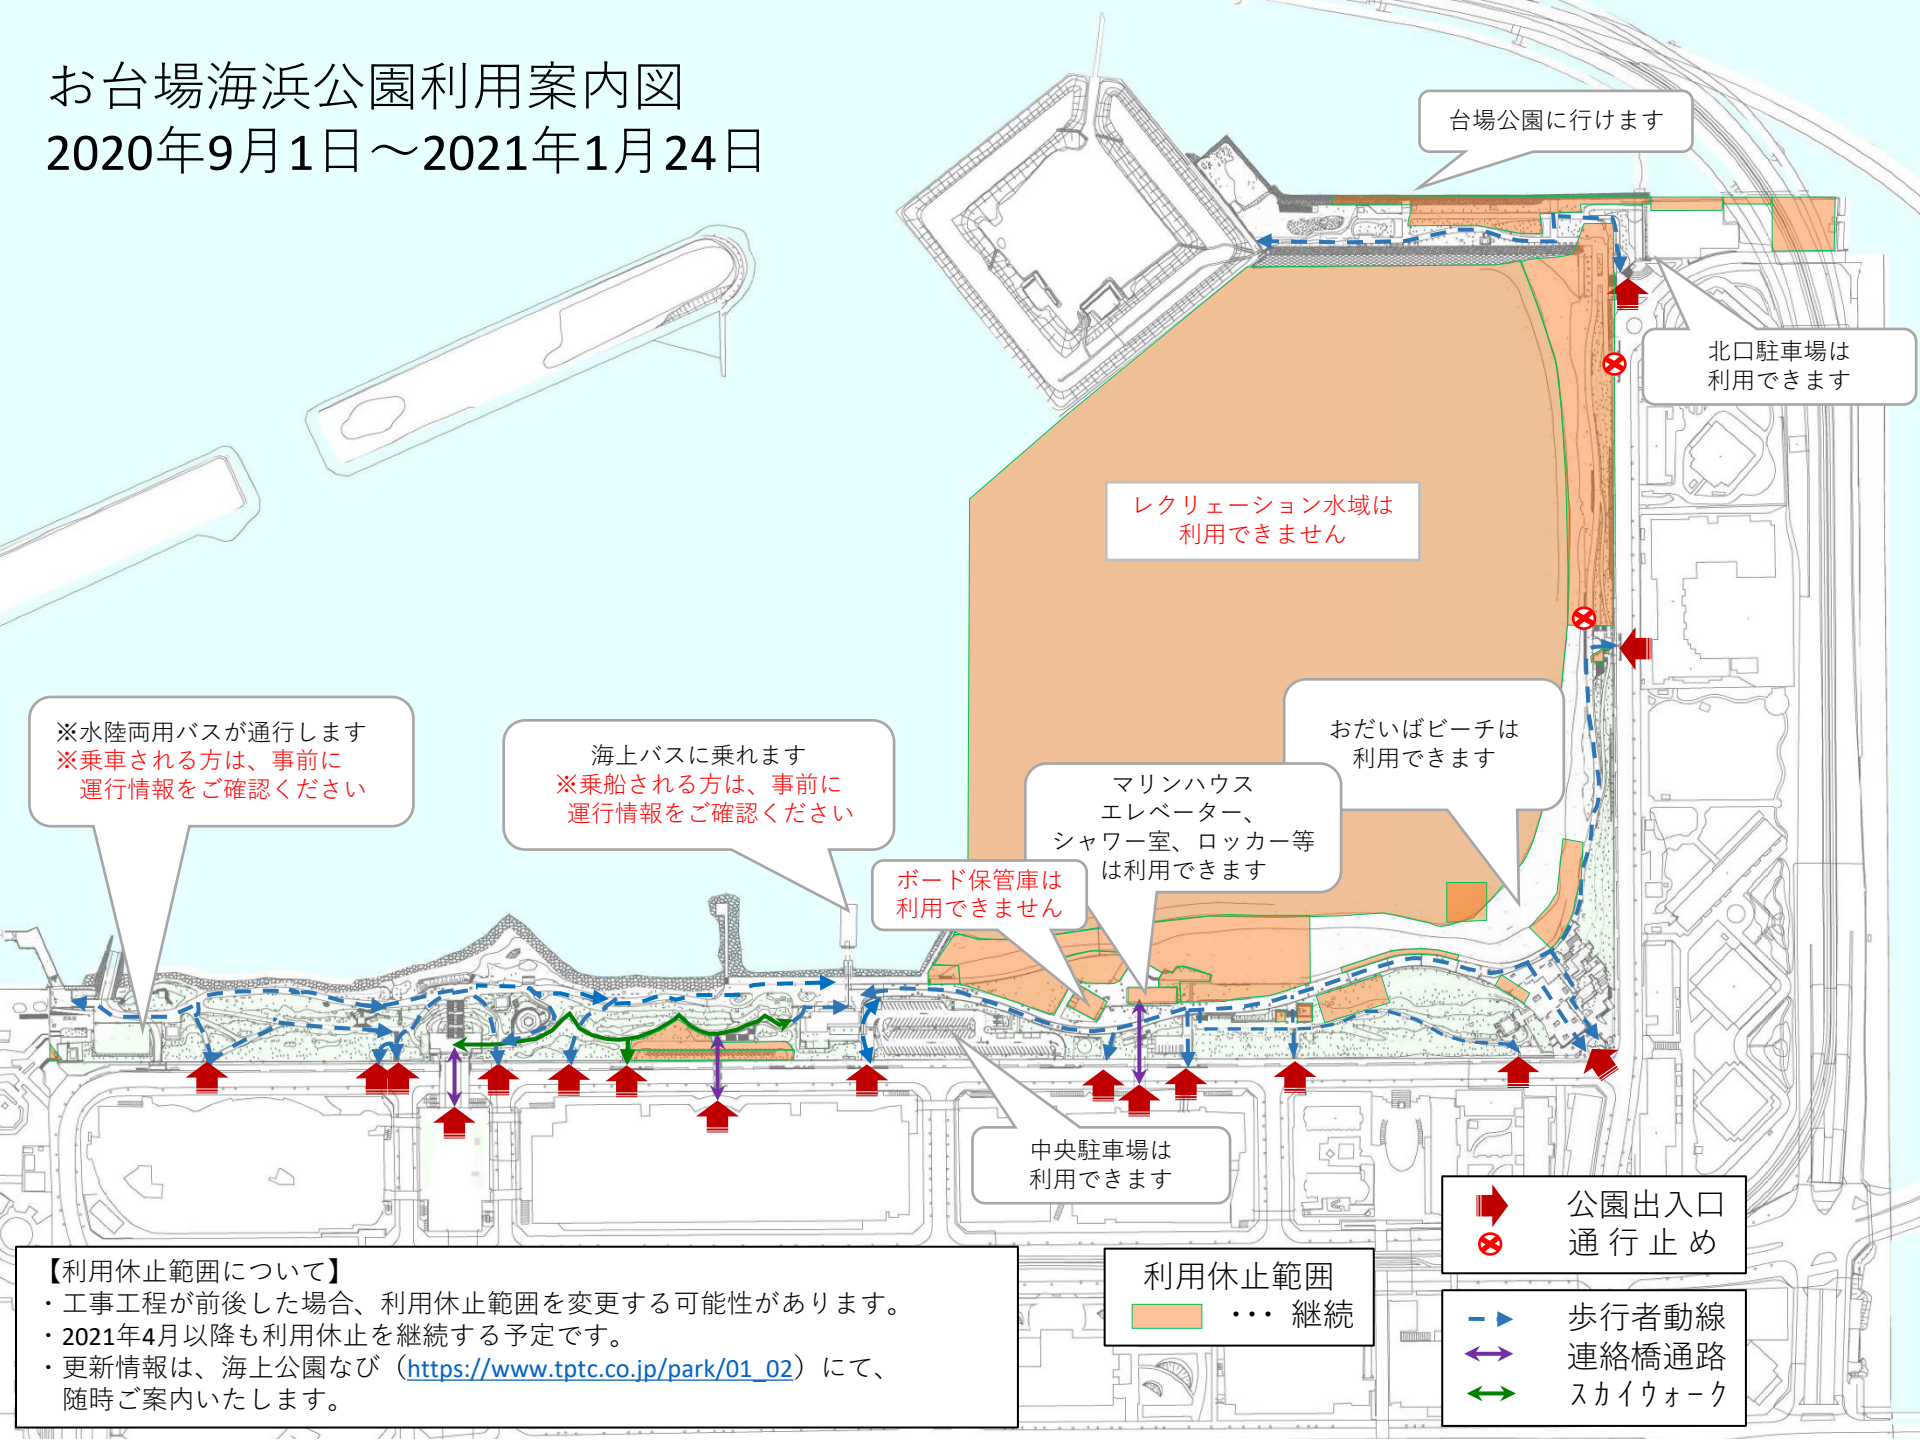 お台場海浜公園利用案内図
2020年9月1日～2021年1月24日
台場公園に行けます
北口駐車場は
利用できます
レクリェーション水域は
利用できません
おだいばビーチは
利用できます
※水陸両用バスが通行します
※乗車される方は、事前に
運行情報をご確認ください
海上バスに乗れます
※乗船される方は、事前に
運行情報をご確認ください
マリンハウス
エレベーター、
シャワー室、ロッカー等
は利用できます
ボード保管庫は
利用できません
中央駐車場は
利用できます
【利用休止範囲について】
・工事工程が前後した場合、利用休止範囲を変更する可能性があります。
・2021年4月以降も利用休止を継続する予定です。
・更新情報は、海上公園なび（https://www.tptc.co.jp/park/01_02）にて、
随時ご案内いたします。
利用休止範囲
・・・ 継続
公園出入口
通行止め
歩行者動線
連絡橋通路
スカイウォーク